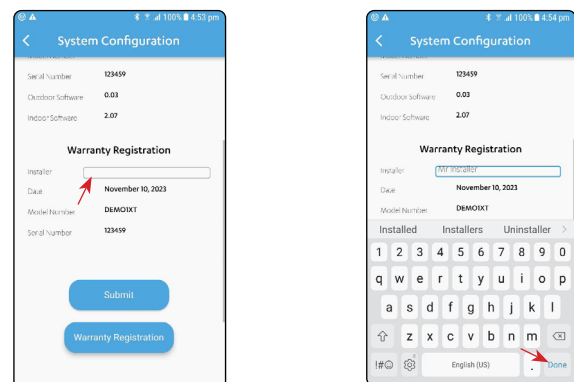 100% 4:53 pm
System Configuration
Serial Number 123459
Outdoor Software 0.03
Indoor Software 2.07
Warranty Registration
Installer
Date November 10, 2023
Model Number DEMO1XT
Serial Number 123459
Submit
Warranty Registration
100% 4:54 pm
System Configuration
Serial Number 123459
Outdoor Software 0.03
Indoor Software 2.07
Warranty Registration
Installer Mr Installer
Date November 10, 2023
Model Number DEMO1XT
Installed Installers Uninstaller
1 2 3 4 5 6 7 8 9 0
q w e r t y u i o p
a s d f g h j k l
z x c v b n m
!#☺ English (US) . Done